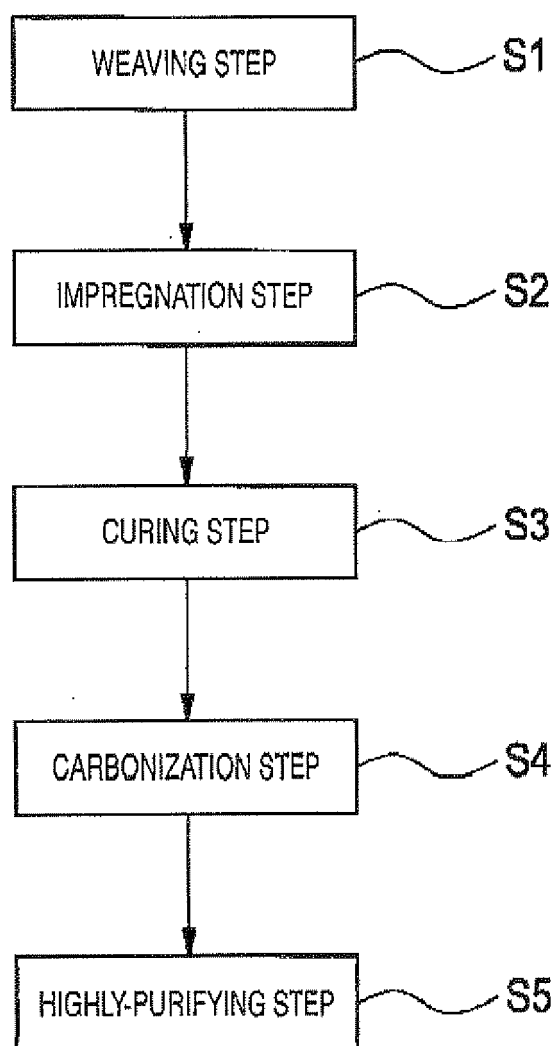 WEAVING STEP S1
IMPREGNATION STEP S2
CURING STEP S3
CARBONIZATION STEP S4
HIGHLY-PURIFYING STEP S5